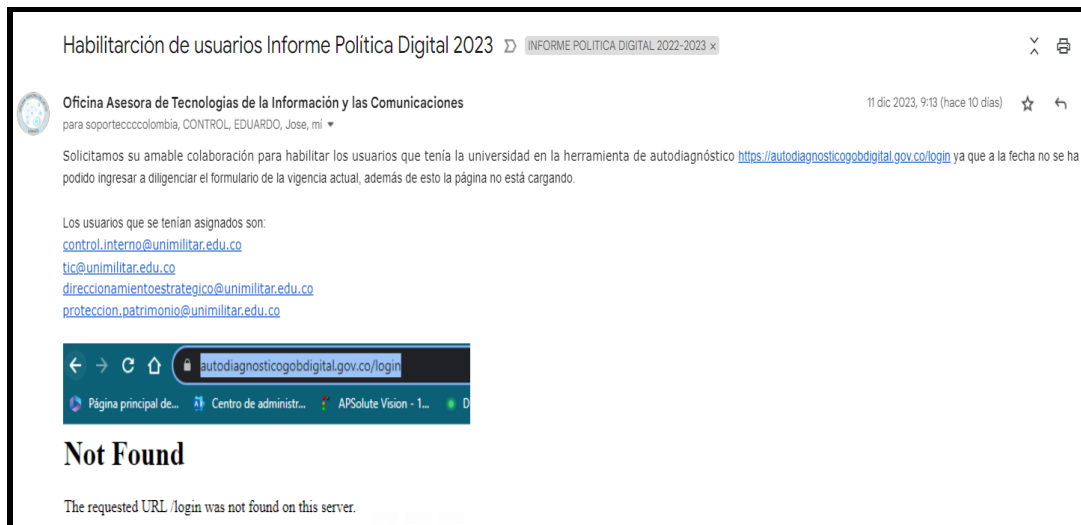 Habilitarción de usuarios Informe Política Digital 2023 INFORME POLITICA DIGITAL 2022-2023 ×
Oficina Asesora de Tecnologias de la Información y las Comunicaciones 11 dic 2023, 9:13 (hace 10 días)
para soporteccccolombia, CONTROL, EDUARDO, Jose, mí
Solicitamos su amable colaboración para habilitar los usuarios que tenía la universidad en la herramienta de autodiagnóstico https://autodiagnosticogobdigital.gov.co/login ya que a la fecha no se ha
podido ingresar a diligenciar el formulario de la vigencia actual, además de esto la página no está cargando.
Los usuarios que se tenían asignados son:
control.interno@unimilitar.edu.co
tic@unimilitar.edu.co
direccionamientoestrategico@unimilitar.edu.co
proteccion.patrimonio@unimilitar.edu.co
autodiagnosticogobdigital.gov.co/login
Página principal de... Centro de administr... APSolute Vision - 1... D
Not Found
The requested URL /login was not found on this server.